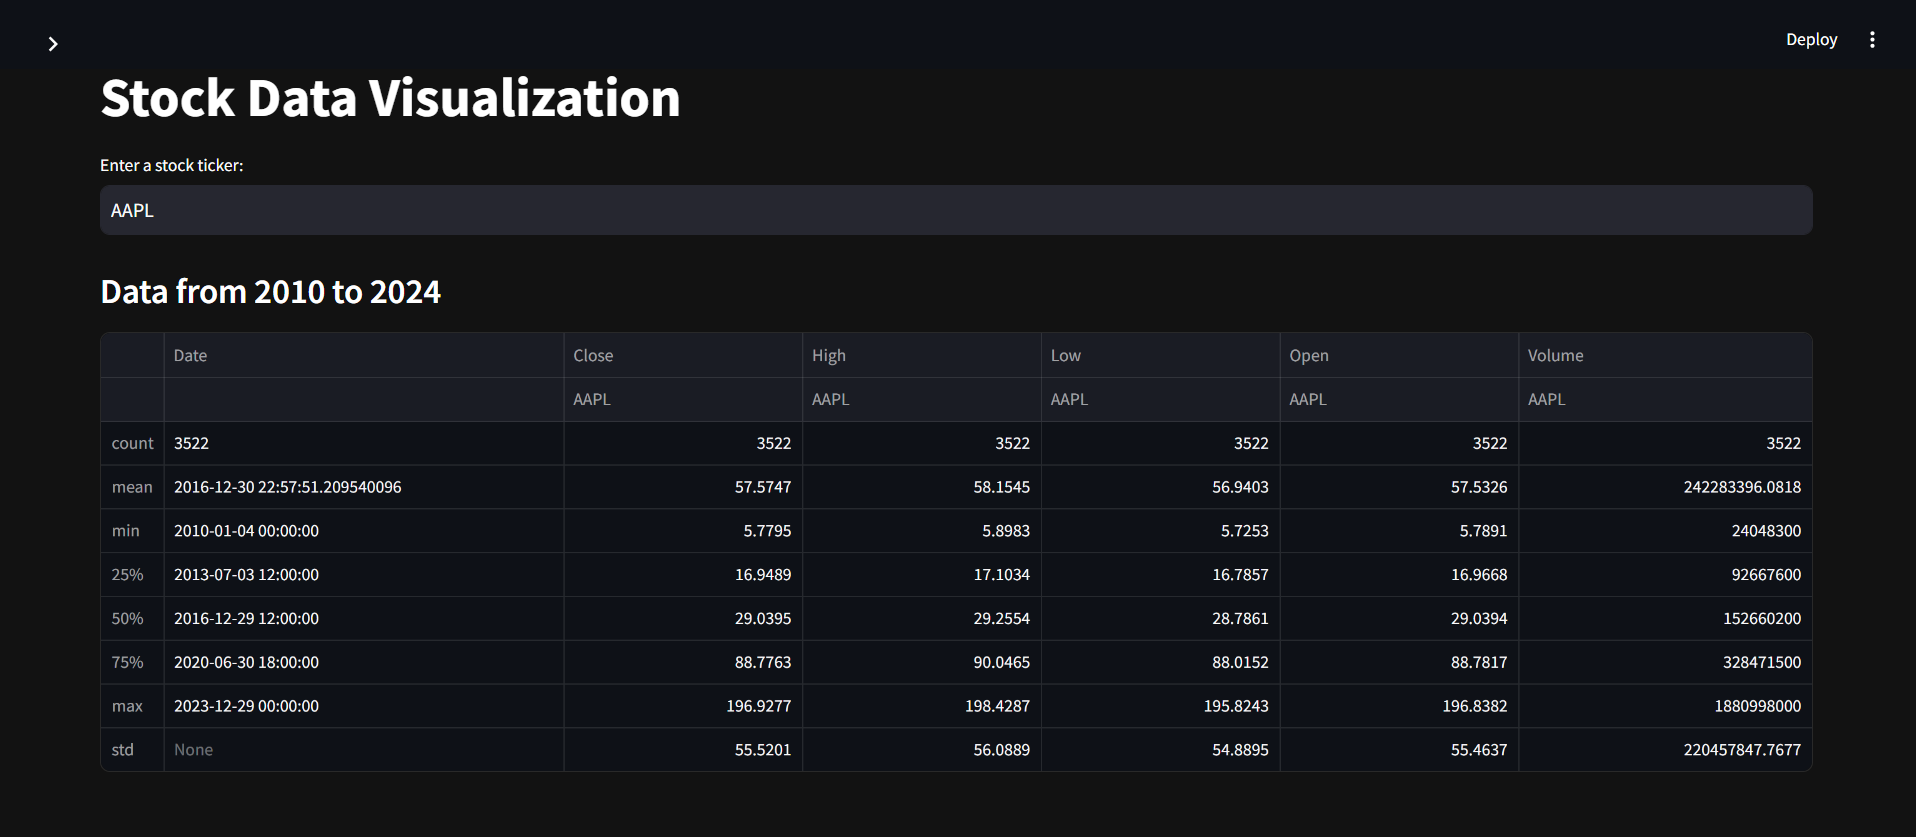 Deploy
Stock Data Visualization
Enter a stock ticker:
AAPL
Data from 2010 to 2024
Date Close High Low Open Volume
AAPL AAPL AAPL AAPL AAPL
count 3522 3522 3522 3522 3522 3522
mean 2016-12-30 22:57:51.209540096 57.5747 58.1545 56.9403 57.5326 242283396.0818
min 2010-01-04 00:00:00 5.7795 5.8983 5.7253 5.7891 24048300
25% 2013-07-03 12:00:00 16.9489 17.1034 16.7857 16.9668 92667600
50% 2016-12-29 12:00:00 29.0395 29.2554 28.7861 29.0394 152660200
75% 2020-06-30 18:00:00 88.7763 90.0465 88.0152 88.7817 328471500
max 2023-12-29 00:00:00 196.9277 198.4287 195.8243 196.8382 1880998000
std None 55.5201 56.0889 54.8895 55.4637 220457847.7677